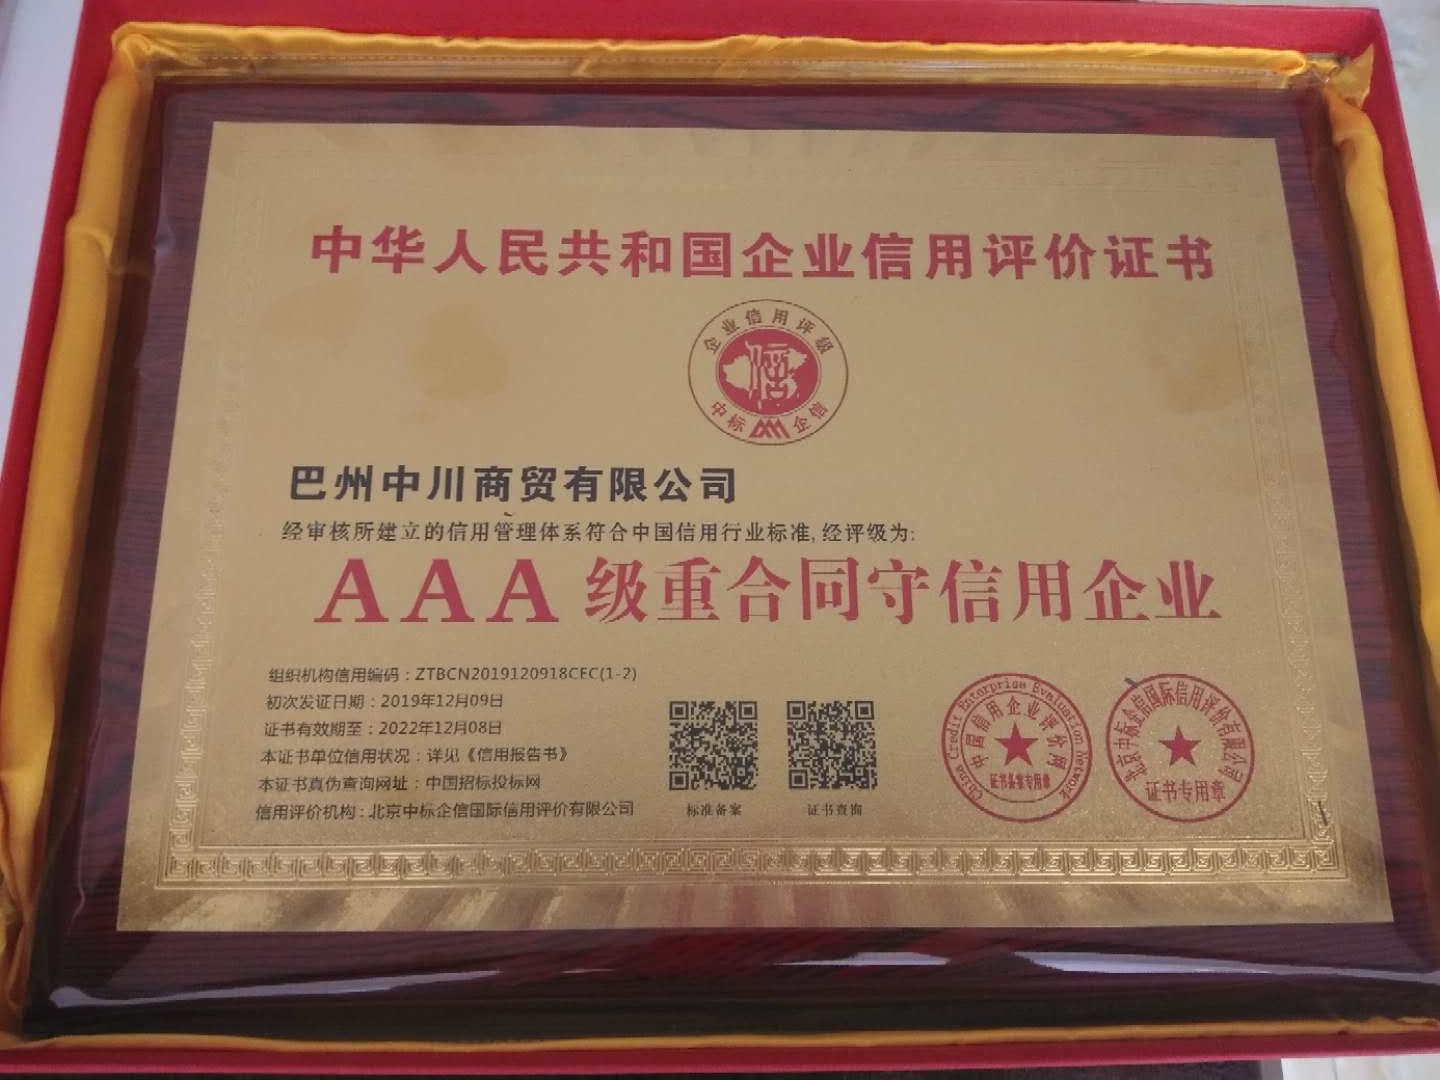 中华人民共和国企业信用评价证书
企业信用评级
信
中标 企信
巴州中川商贸有限公司
经审核所建立的信用管理体系符合中国信用行业标准,经评级为:
AAA级重合同守信用企业
组织机构信用编码：ZTBCN2019120918CEC(1-2)
初次发证日期：2019年12月09日
证书有效期至：2022年12月08日
本证书单位信用状况：详见《信用报告书》
本证书真伪查询网址：中国招标投标网
信用评价机构：北京中标企信国际信用评价有限公司
标准备案
证书查询
China Credit Enterprise Evaluation Network
中国信用企业评价网
证书备案专用章
北京中标企信国际信用评价有限公司
证书专用章